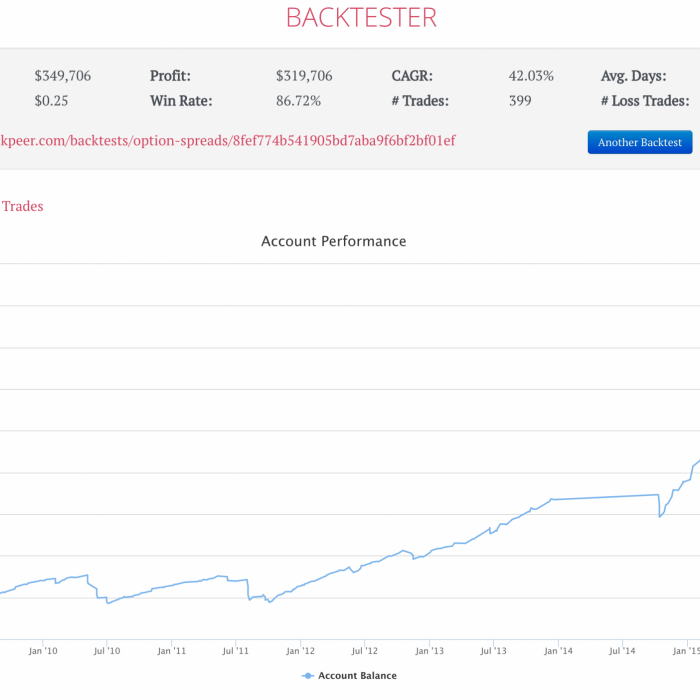 BACKTESTER
$349,706 Profit: $319,706 CAGR: 42.03% Avg. Days:
$0.25 Win Rate: 86.72% # Trades: 399 # Loss Trades:
kpeer.com/backtests/option-spreads/8fef774b541905bd7aba9f6bf2bf01ef Another Backtest
Trades
Account Performance
Jan '10 Jul '10 Jan '11 Jul '11 Jan '12 Jul '12 Jan '13 Jul '13 Jan '14 Jul '14 Jan '15
Account Balance